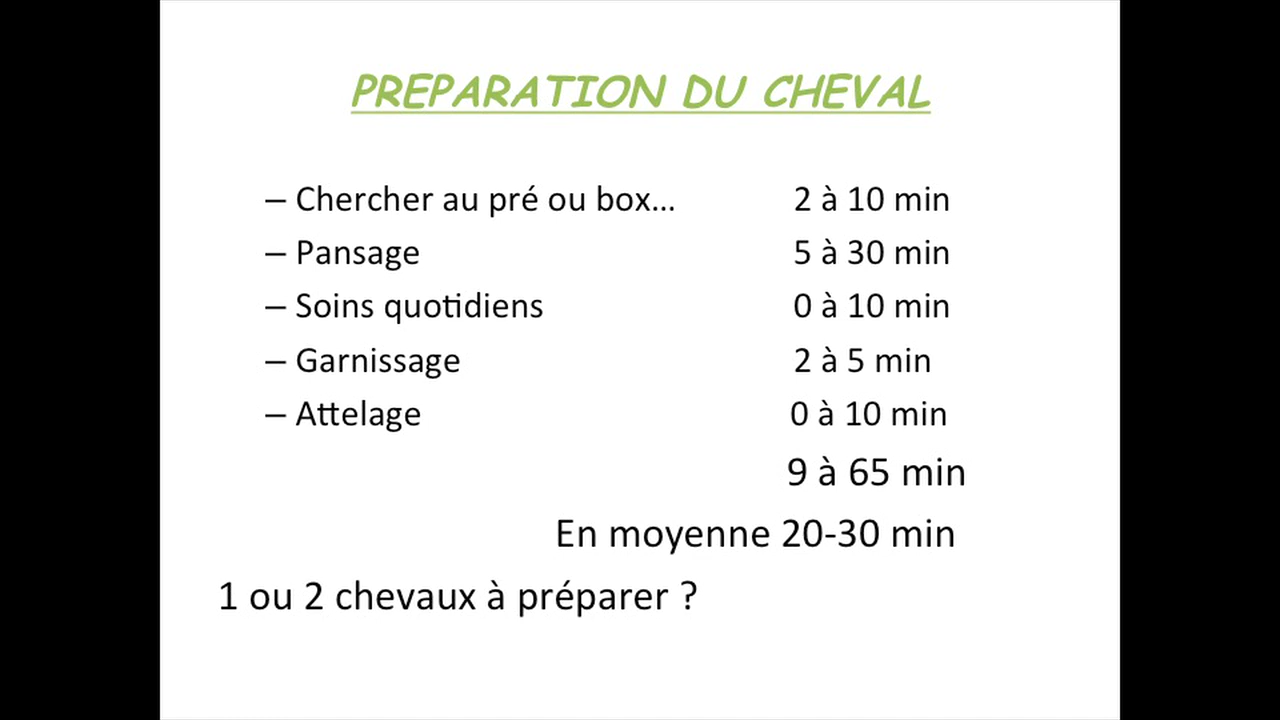 PREPARATION DU CHEVAL
– Chercher au pré ou box... 2 à 10 min
– Pansage 5 à 30 min
– Soins quotidiens 0 à 10 min
– Garnissage 2 à 5 min
– Attelage 0 à 10 min
9 à 65 min
En moyenne 20-30 min
1 ou 2 chevaux à préparer ?